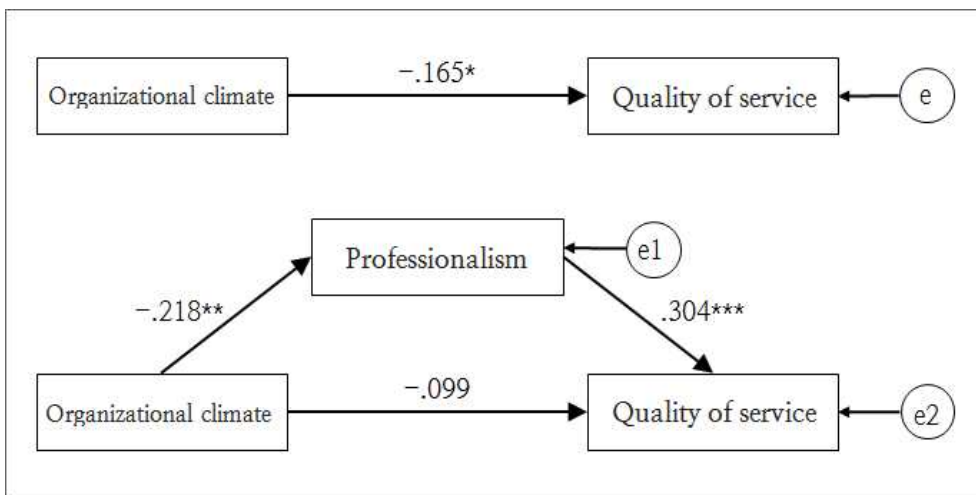 -.165*
Organizational climate
Quality of service
e
Professionalism
e1
-.218**
.304***
-.099
Organizational climate
Quality of service
e2